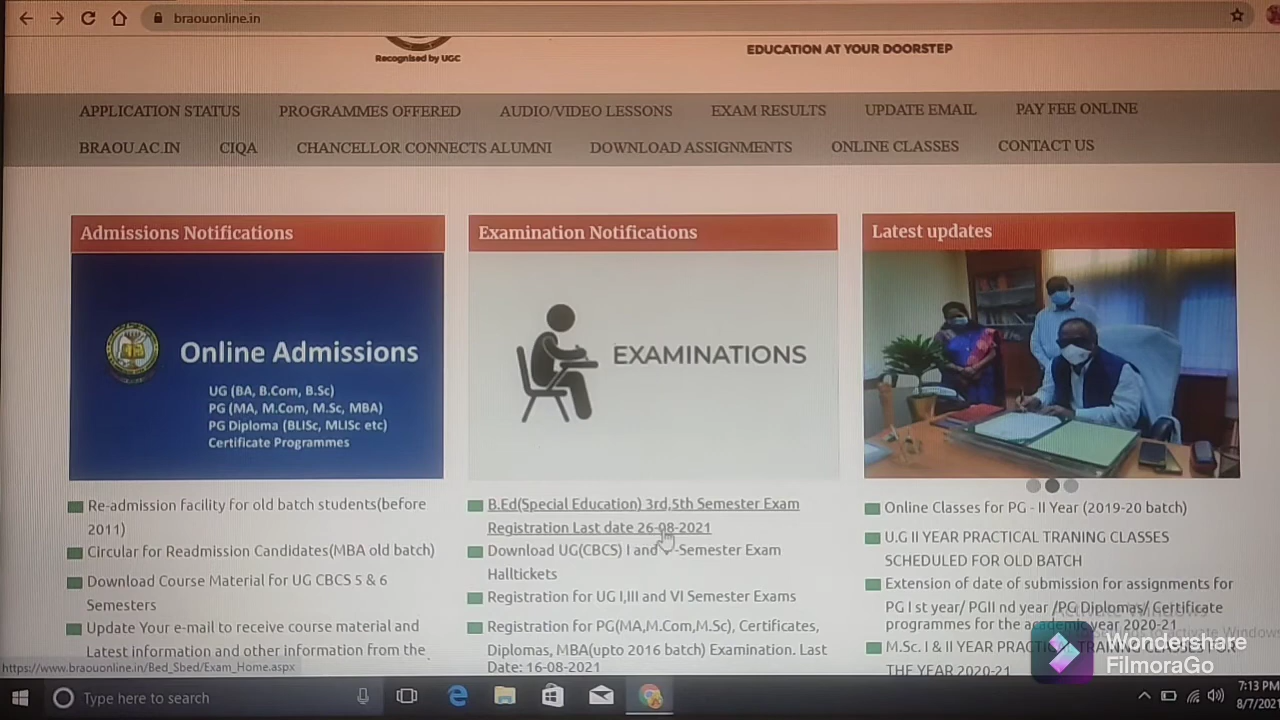 braouonline.in
Recognised by UGC
EDUCATION AT YOUR DOORSTEP
APPLICATION STATUS
PROGRAMMES OFFERED
AUDIO/VIDEO LESSONS
EXAM RESULTS
UPDATE EMAIL
PAY FEE ONLINE
BRAOU.AC.IN
CIQA
CHANCELLOR CONNECTS ALUMNI
DOWNLOAD ASSIGNMENTS
ONLINE CLASSES
CONTACT US
Admissions Notifications
Online Admissions
UG (BA, B.Com, B.Sc)
PG (MA, M.Com, M.Sc, MBA)
PG Diploma (BLISc, MLISc etc)
Certificate Programmes
Re-admission facility for old batch students(before
2011)
Circular for Readmission Candidates(MBA old batch)
Download Course Material for UG CBCS 5 & 6
Semesters
Update Your e-mail to receive course material and
Latest information and other information from the
https://www.braouonline.in/Bed_Sbed/Exam_Home.aspx
Examination Notifications
EXAMINATIONS
B.Ed(Special Education) 3rd,5th Semester Exam
Registration Last date 26-08-2021
Download UG(CBCS) I and -Semester Exam
Halltickets
Registration for UG I,III and VI Semester Exams
Registration for PG(MA,M.Com,M.Sc), Certificates,
Diplomas, MBA(upto 2016 batch) Examination. Last
Date: 16-08-2021
Latest updates
Online Classes for PG - II Year (2019-20 batch)
U.G II YEAR PRACTICAL TRANING CLASSES
SCHEDULED FOR OLD BATCH
Extension of date of submission for assignments for
PG I st year/ PGII nd year /PG Diplomas/ Certificate
programmes for the academic year 2020-21
M.Sc. I & II YEAR PRACTICAL TRANING CLASSES FOR
THE YEAR 2020-21
Wondershare
FilmoraGo
Type here to search
7:13 PM
8/7/202